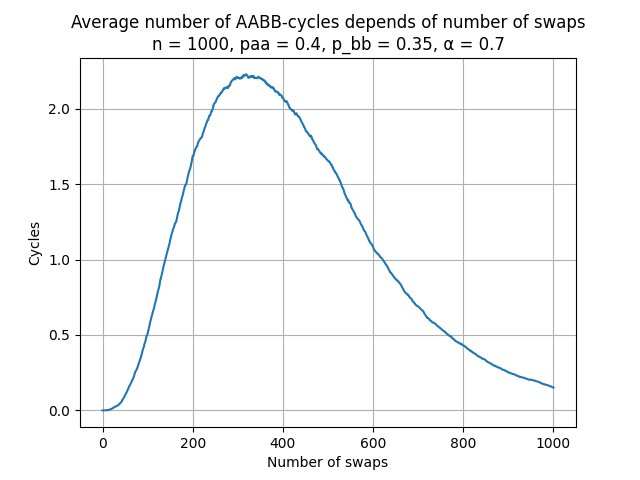 Average number of AABB-cycles depends of number of swaps
n = 1000, paa = 0.4, p_bb = 0.35, α = 0.7
2.0
1.5
1.0
0.5
0.0
Cycles
0 200 400 600 800 1000
Number of swaps